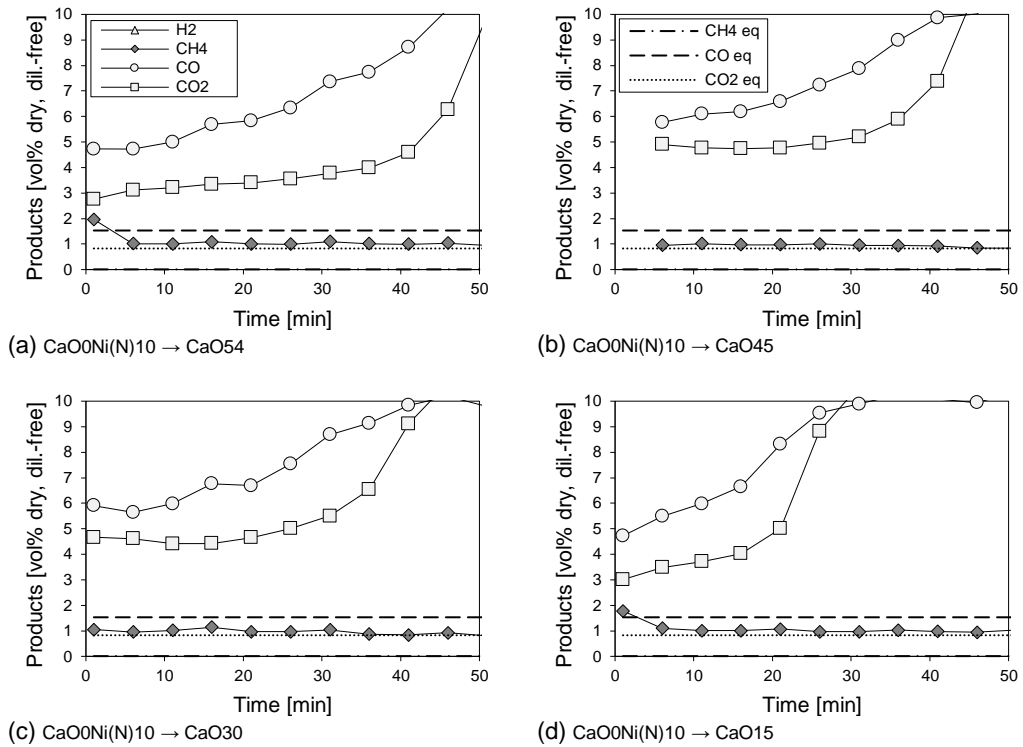 Products [vol% dry, dil.-free]
10
9
8
7
6
5
4
3
2
1
0
H2
CH4
CO
CO2
0 10 20 30 40 50
Time [min]
(a) CaO0Ni(N)10 → CaO54
Products [vol% dry, dil.-free]
10
9
8
7
6
5
4
3
2
1
0
CH4 eq
CO eq
CO2 eq
0 10 20 30 40 50
Time [min]
(b) CaO0Ni(N)10 → CaO45
Products [vol% dry, dil.-free]
10
9
8
7
6
5
4
3
2
1
0
0 10 20 30 40 50
Time [min]
(c) CaO0Ni(N)10 → CaO30
Products [vol% dry, dil.-free]
10
9
8
7
6
5
4
3
2
1
0
0 10 20 30 40 50
Time [min]
(d) CaO0Ni(N)10 → CaO15